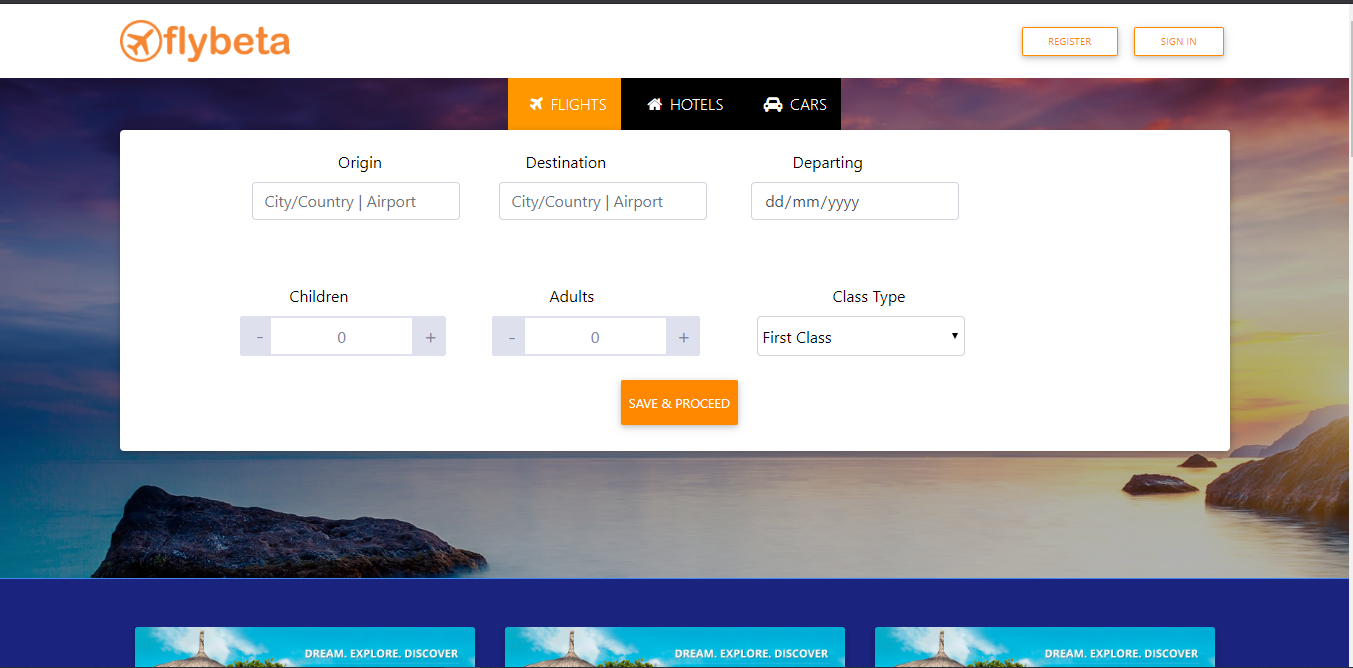 flybeta
REGISTER SIGN IN
FLIGHTS HOTELS CARS
Origin Destination Departing
City/Country | Airport City/Country | Airport dd/mm/yyyy
Children Adults Class Type
- 0 + - 0 + First Class
SAVE & PROCEED
DREAM. EXPLORE. DISCOVER DREAM. EXPLORE. DISCOVER DREAM. EXPLORE. DISCOVER